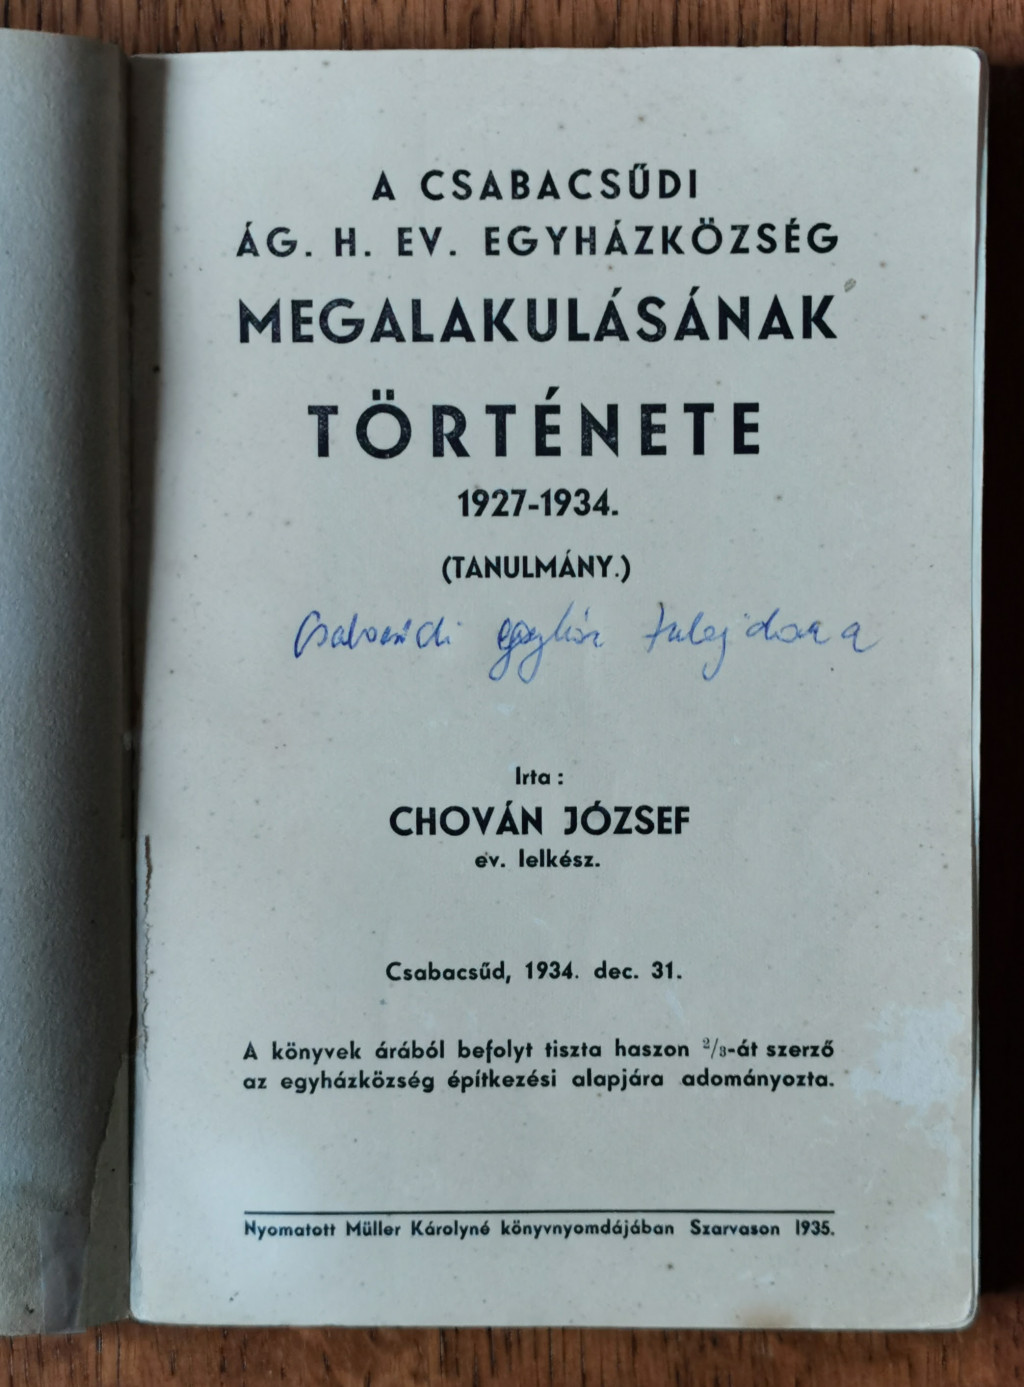 A CSABACSŰDI
ÁG. H. EV. EGYHÁZKÖZSÉG
MEGALAKULÁSÁNAK
TÖRTÉNETE
1927-1934.
(TANULMÁNY.)
Csabacsűdi egyház tulajdona
Irta :
CHOVÁN JÓZSEF
ev. lelkész.
Csabacsűd, 1934. dec. 31.
A könyvek árából befolyt tiszta haszon ²/₃-át szerző
az egyházközség épitkezési alapjára adományozta.
Nyomatott Müller Károlyné könyvnyomdájában Szarvason 1935.